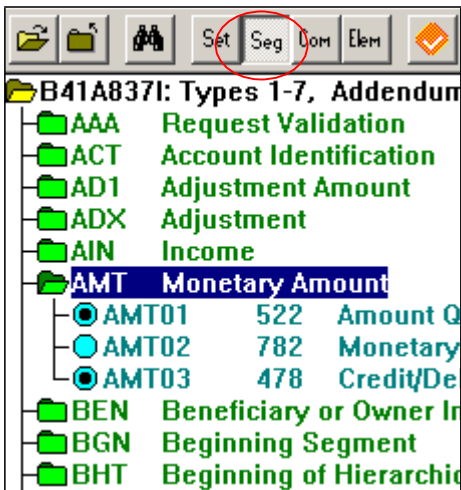 Set Seg Com Elem
B41A837I: Types 1-7, Addendum
AAA Request Validation
ACT Account Identification
AD1 Adjustment Amount
ADX Adjustment
AIN Income
AMT Monetary Amount
AMT01 522 Amount Q
AMT02 782 Monetary
AMT03 478 Credit/De
BEN Beneficiary or Owner In
BGN Beginning Segment
BHT Beginning of Hierarchic